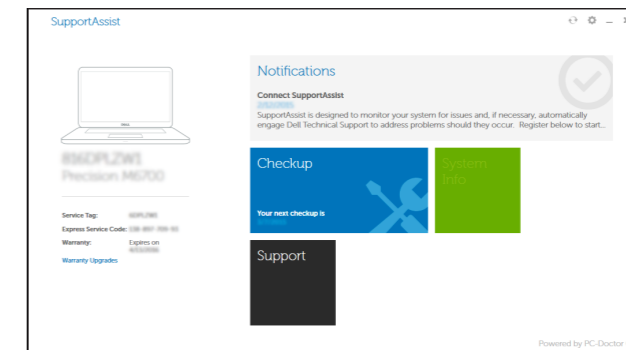 SupportAssist
Notifications
Connect SupportAssist
SupportAssist is designed to monitor your system for issues and, if necessary, automatically
engage Dell Technical Support to address problems should they occur. Register below to start...
Precision M6700
Checkup
System
Info
Your next checkup is
Service Tag:
Express Service Code:
Warranty: Expires on
Warranty Upgrades
Support
Powered by PC-Doctor